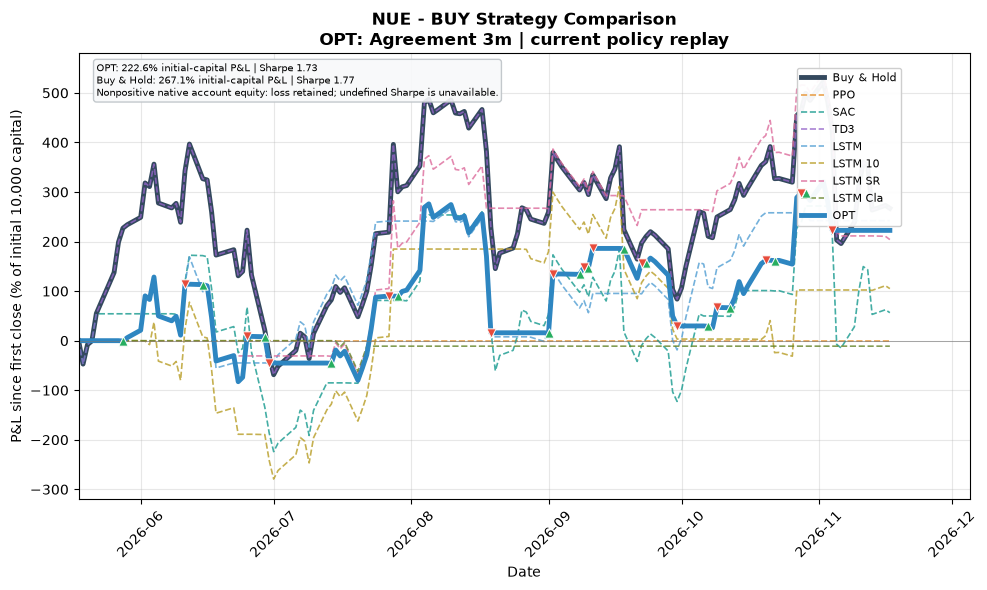 NUE - BUY Strategy Comparison
OPT: Agreement 3m | current policy replay
OPT: 222.6% initial-capital P&L | Sharpe 1.73
Buy & Hold: 267.1% initial-capital P&L | Sharpe 1.77
Nonpositive native account equity: loss retained; undefined Sharpe is unavailable.
Buy & Hold
PPO
SAC
TD3
LSTM
LSTM 10
LSTM SR
LSTM Cla
OPT
P&L since first close (% of initial 10,000 capital)
500
400
300
200
100
0
−100
−200
−300
2026-06
2026-07
2026-08
2026-09
2026-10
2026-11
2026-12
Date